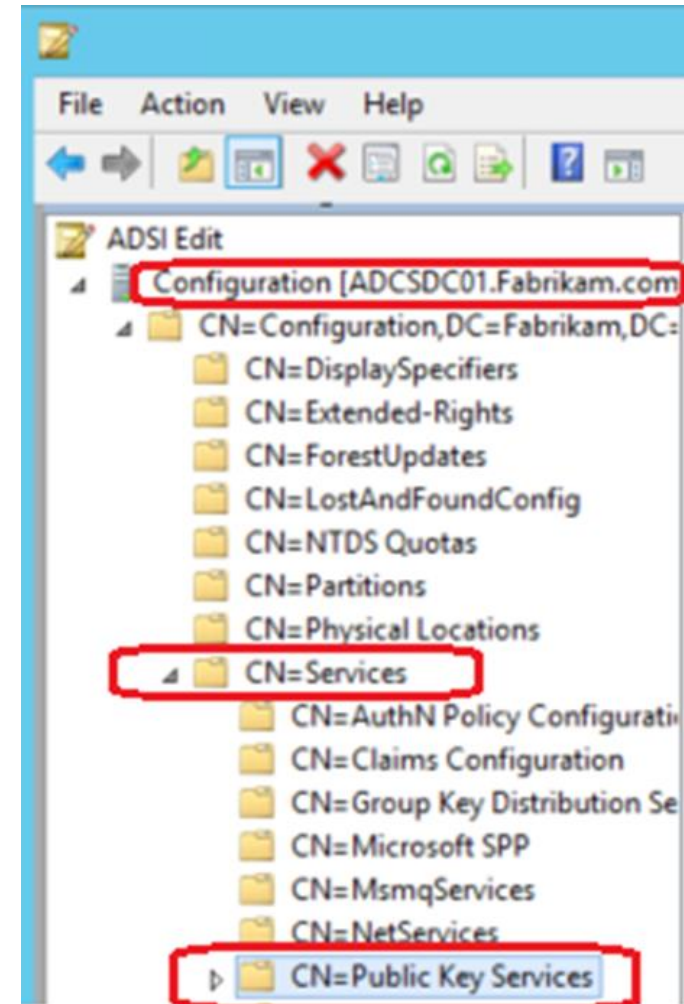 File Action View Help
ADSI Edit
Configuration [ADCSDC01.Fabrikam.com
CN=Configuration,DC=Fabrikam,DC=
CN=DisplaySpecifiers
CN=Extended-Rights
CN=ForestUpdates
CN=LostAndFoundConfig
CN=NTDS Quotas
CN=Partitions
CN=Physical Locations
CN=Services
CN=AuthN Policy Configurati
CN=Claims Configuration
CN=Group Key Distribution Se
CN=Microsoft SPP
CN=MsmqServices
CN=NetServices
CN=Public Key Services